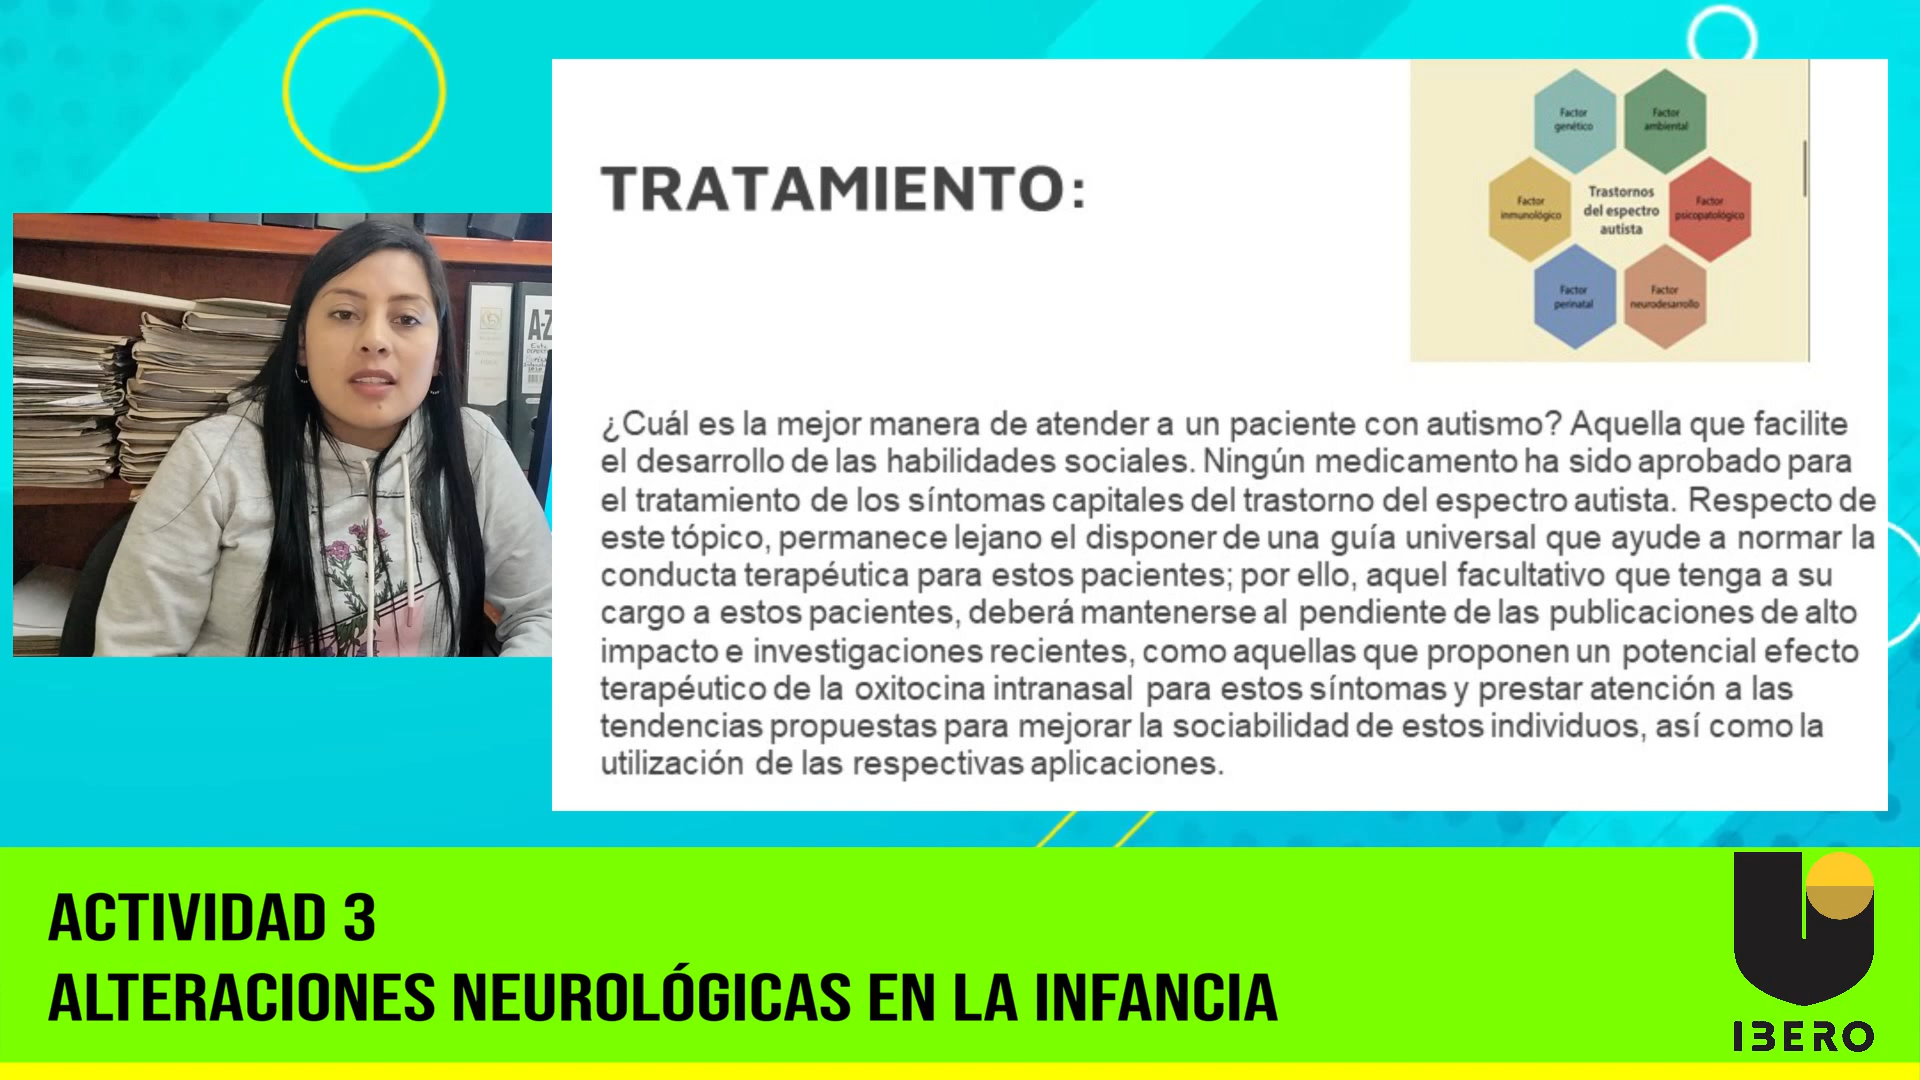 TRATAMIENTO:
Factor
genético
Factor
ambiental
Factor
inmunológico
Trastornos
del espectro
autista
Factor
psicopatológico
Factor
perinatal
Factor
neurodesarrollo
A-Z
¿Cuál es la mejor manera de atender a un paciente con autismo? Aquella que facilite
el desarrollo de las habilidades sociales. Ningún medicamento ha sido aprobado para
el tratamiento de los síntomas capitales del trastorno del espectro autista. Respecto de
este tópico, permanece lejano el disponer de una guía universal que ayude a normar la
conducta terapéutica para estos pacientes; por ello, aquel facultativo que tenga a su
cargo a estos pacientes, deberá mantenerse al pendiente de las publicaciones de alto
impacto e investigaciones recientes, como aquellas que proponen un potencial efecto
terapéutico de la oxitocina intranasal para estos síntomas y prestar atención a las
tendencias propuestas para mejorar la sociabilidad de estos individuos, así como la
utilización de las respectivas aplicaciones.
ACTIVIDAD 3
ALTERACIONES NEUROLÓGICAS EN LA INFANCIA
IBERO